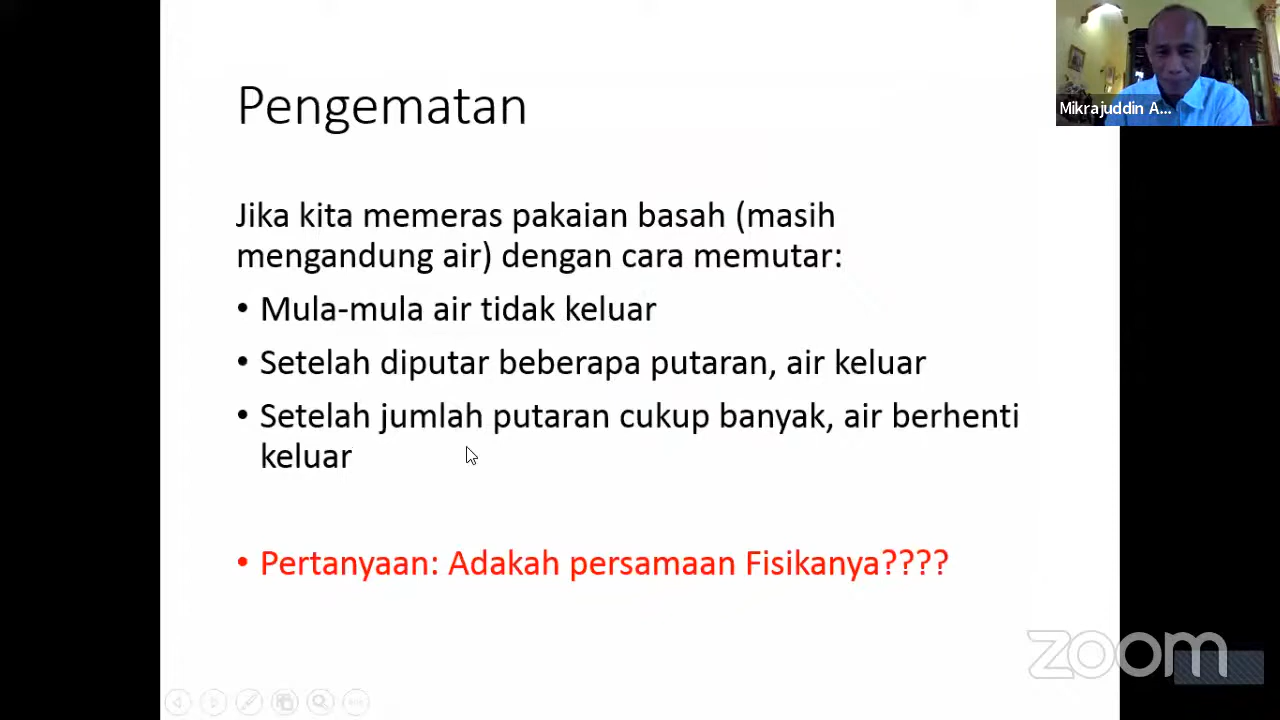 Pengematan
Mikrajuddin A...
Jika kita memeras pakaian basah (masih
mengandung air) dengan cara memutar:
• Mula-mula air tidak keluar
• Setelah diputar beberapa putaran, air keluar
• Setelah jumlah putaran cukup banyak, air berhenti
keluar
• Pertanyaan: Adakah persamaan Fisikanya????
zoom